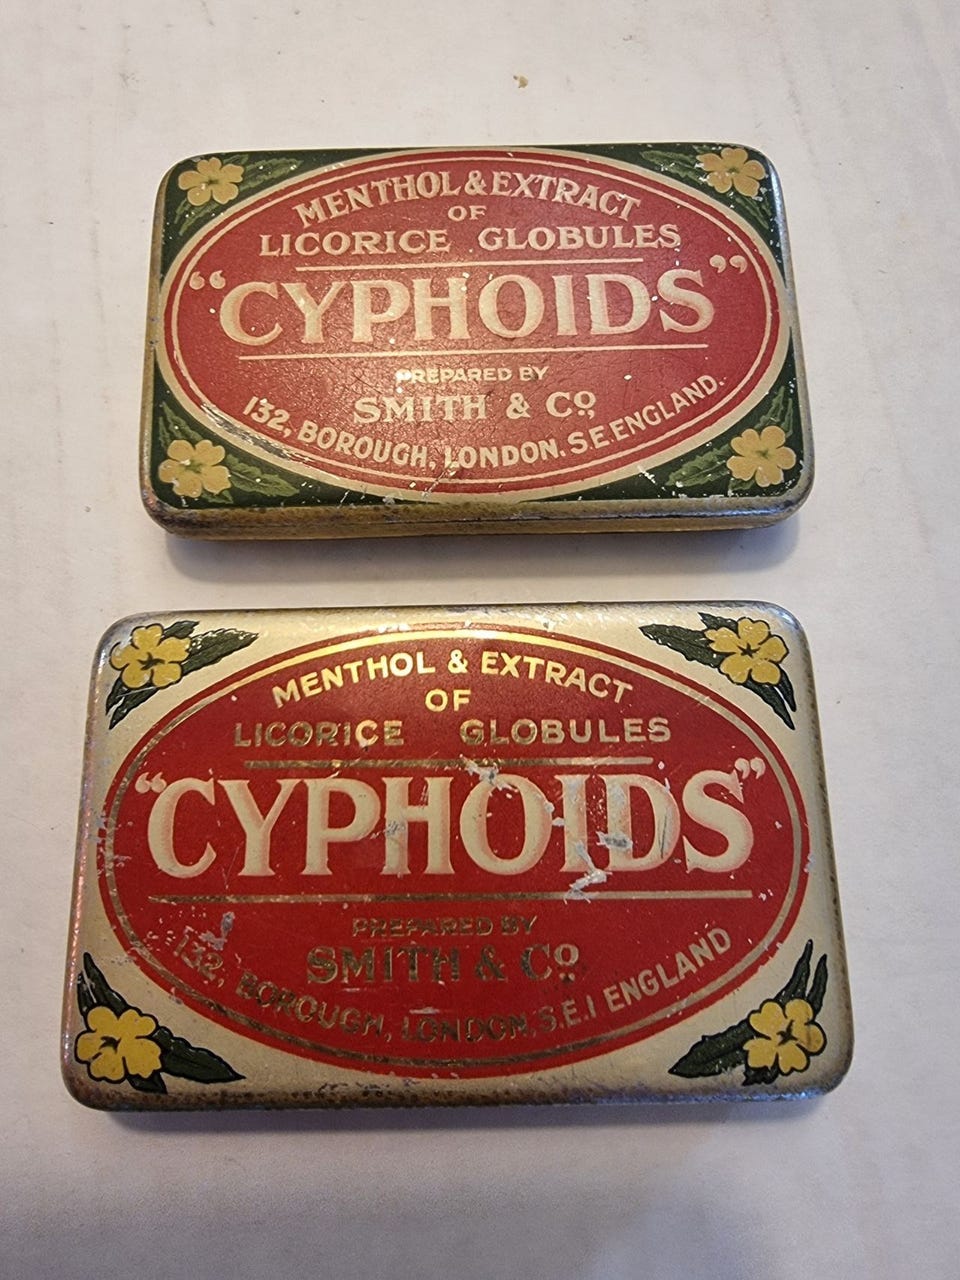 MENTHOL & EXTRACT
OF
LICORICE GLOBULES
"CYPHOIDS"
PREPARED BY
SMITH & Co,
132, BOROUGH, LONDON. S E ENGLAND.
MENTHOL & EXTRACT
OF
LICORICE GLOBULES
"CYPHOIDS"
PREPARED BY
SMITH & Co
132, BOROUGH, LONDON. S.E.1 ENGLAND